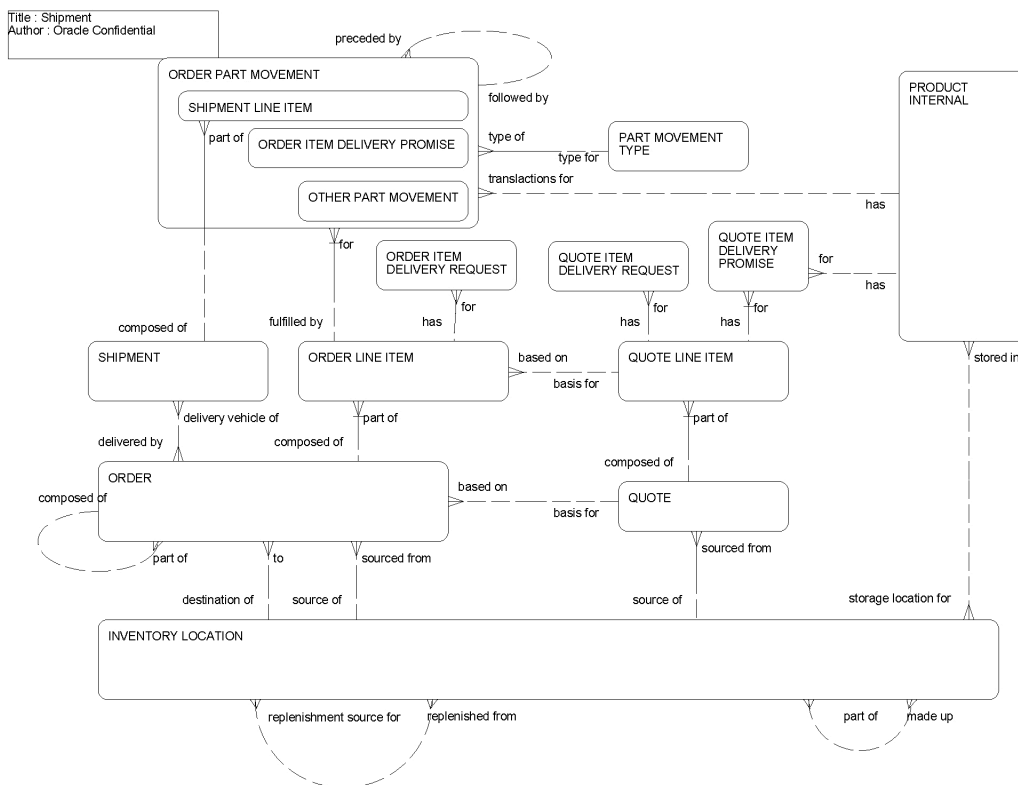 Title : Shipment
Author : Oracle Confidential
preceded by
ORDER PART MOVEMENT
followed by
SHIPMENT LINE ITEM
part of
ORDER ITEM DELIVERY PROMISE
type of
type for
PART MOVEMENT
TYPE
PRODUCT
INTERNAL
OTHER PART MOVEMENT
translactions for
has
for
ORDER ITEM
DELIVERY REQUEST
QUOTE ITEM
DELIVERY REQUEST
QUOTE ITEM
DELIVERY
PROMISE
for
has
for
for
for
composed of
fulfilled by
has
has
has
SHIPMENT
ORDER LINE ITEM
based on
basis for
QUOTE LINE ITEM
stored in
delivery vehicle of
part of
part of
delivered by
composed of
composed of
ORDER
composed of
based on
basis for
QUOTE
part of
to
sourced from
sourced from
destination of
source of
source of
storage location for
INVENTORY LOCATION
replenishment source for
replenished from
part of
made up